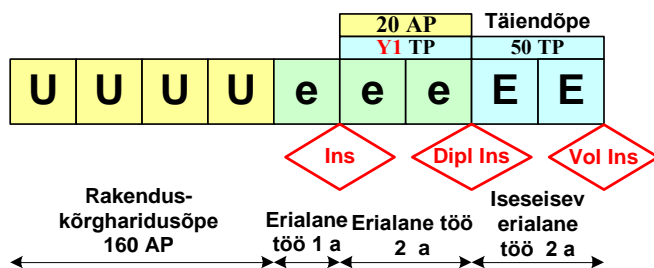 20 AP Täiendõpe
Y1 TP 50 TP
U U U U e e e E E
Ins Dipl Ins Vol Ins
Rakendus-
kõrgharidusõpe
160 AP
Erialane
töö 1 a
Erialane töö
2 a
Iseseisev
erialane
töö 2 a